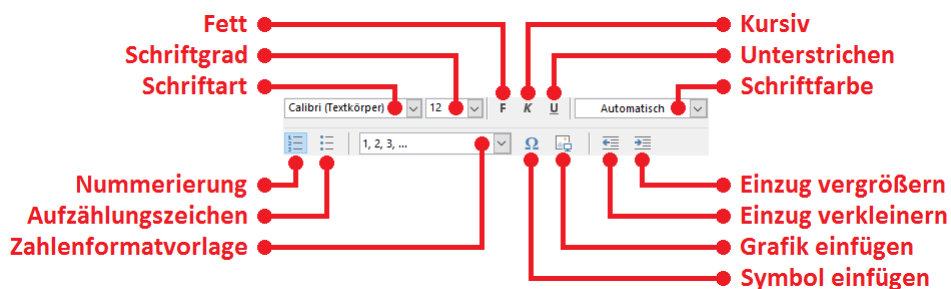 Fett
Kursiv
Schriftgrad
Unterstrichen
Schriftart
Schriftfarbe
Calibri (Textkörper) 12 F K U Automatisch
1, 2, 3, ... Ω
Nummerierung
Einzug vergrößern
Aufzählungszeichen
Einzug verkleinern
Zahlenformatvorlage
Grafik einfügen
Symbol einfügen